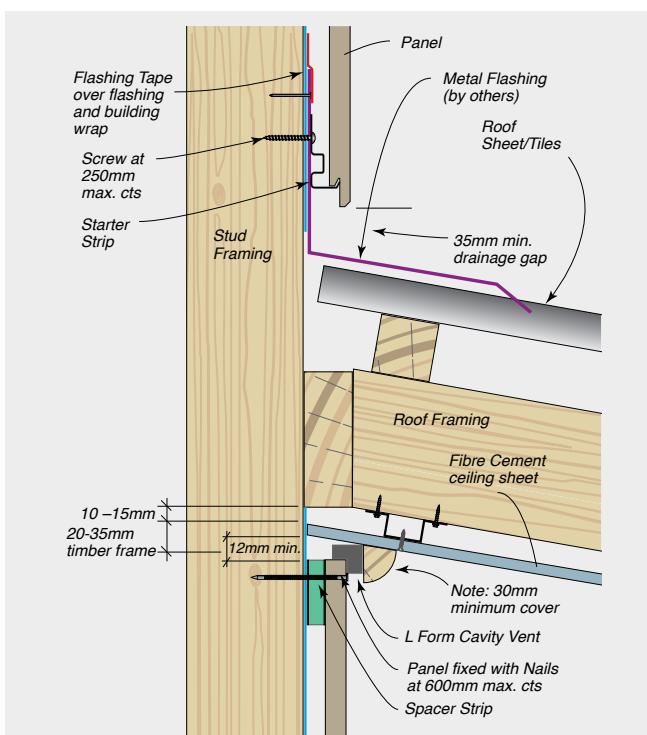 Panel
Flashing Tape
over flashing
and building
wrap
Metal Flashing
(by others)
Roof
Sheet/Tiles
Screw at
250mm
max. cts
Starter
Strip
Stud
Framing
35mm min.
drainage gap
Roof Framing
Fibre Cement
ceiling sheet
10 –15mm
20-35mm
timber frame
12mm min.
Note: 30mm
minimum cover
L Form Cavity Vent
Panel fixed with Nails
at 600mm max. cts
Spacer Strip